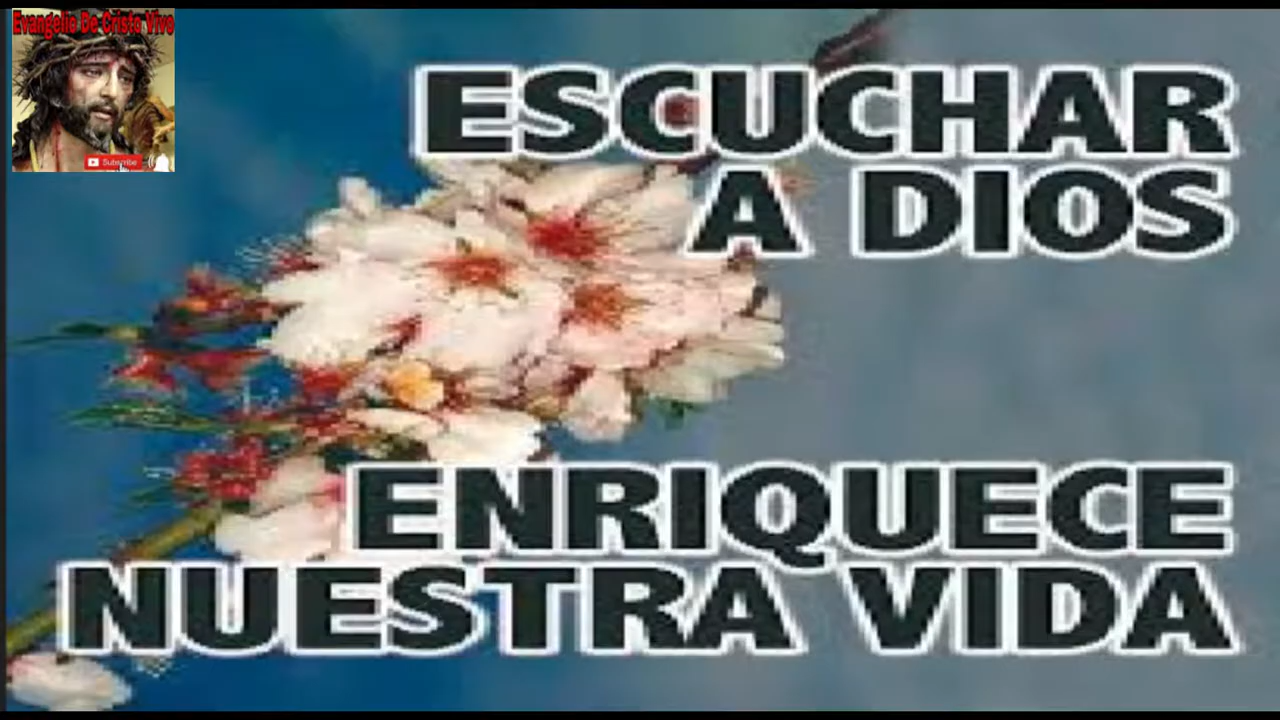 Evangelio De Cristo Vivo
Subscribe
ESCUCHAR
A DIOS
ENRIQUECE
NUESTRA VIDA